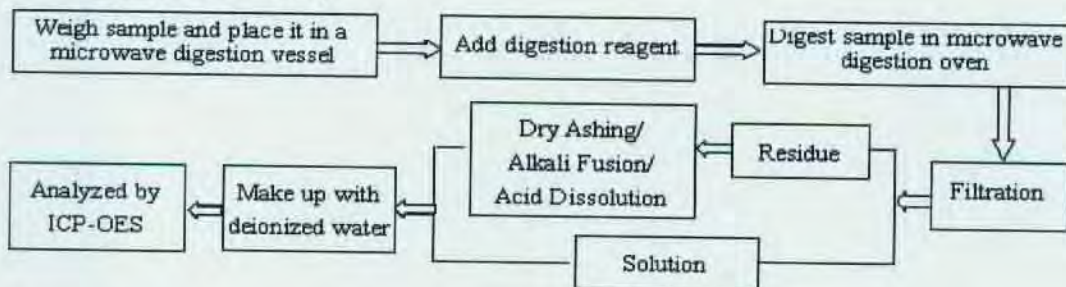 Weigh sample and place it in a
microwave digestion vessel
Add digestion reagent
Digest sample in microwave
digestion oven
Dry Ashing/
Alkali Fusion/
Acid Dissolution
Residue
Filtration
Analyzed by
ICP-OES
Make up with
deionized water
Solution